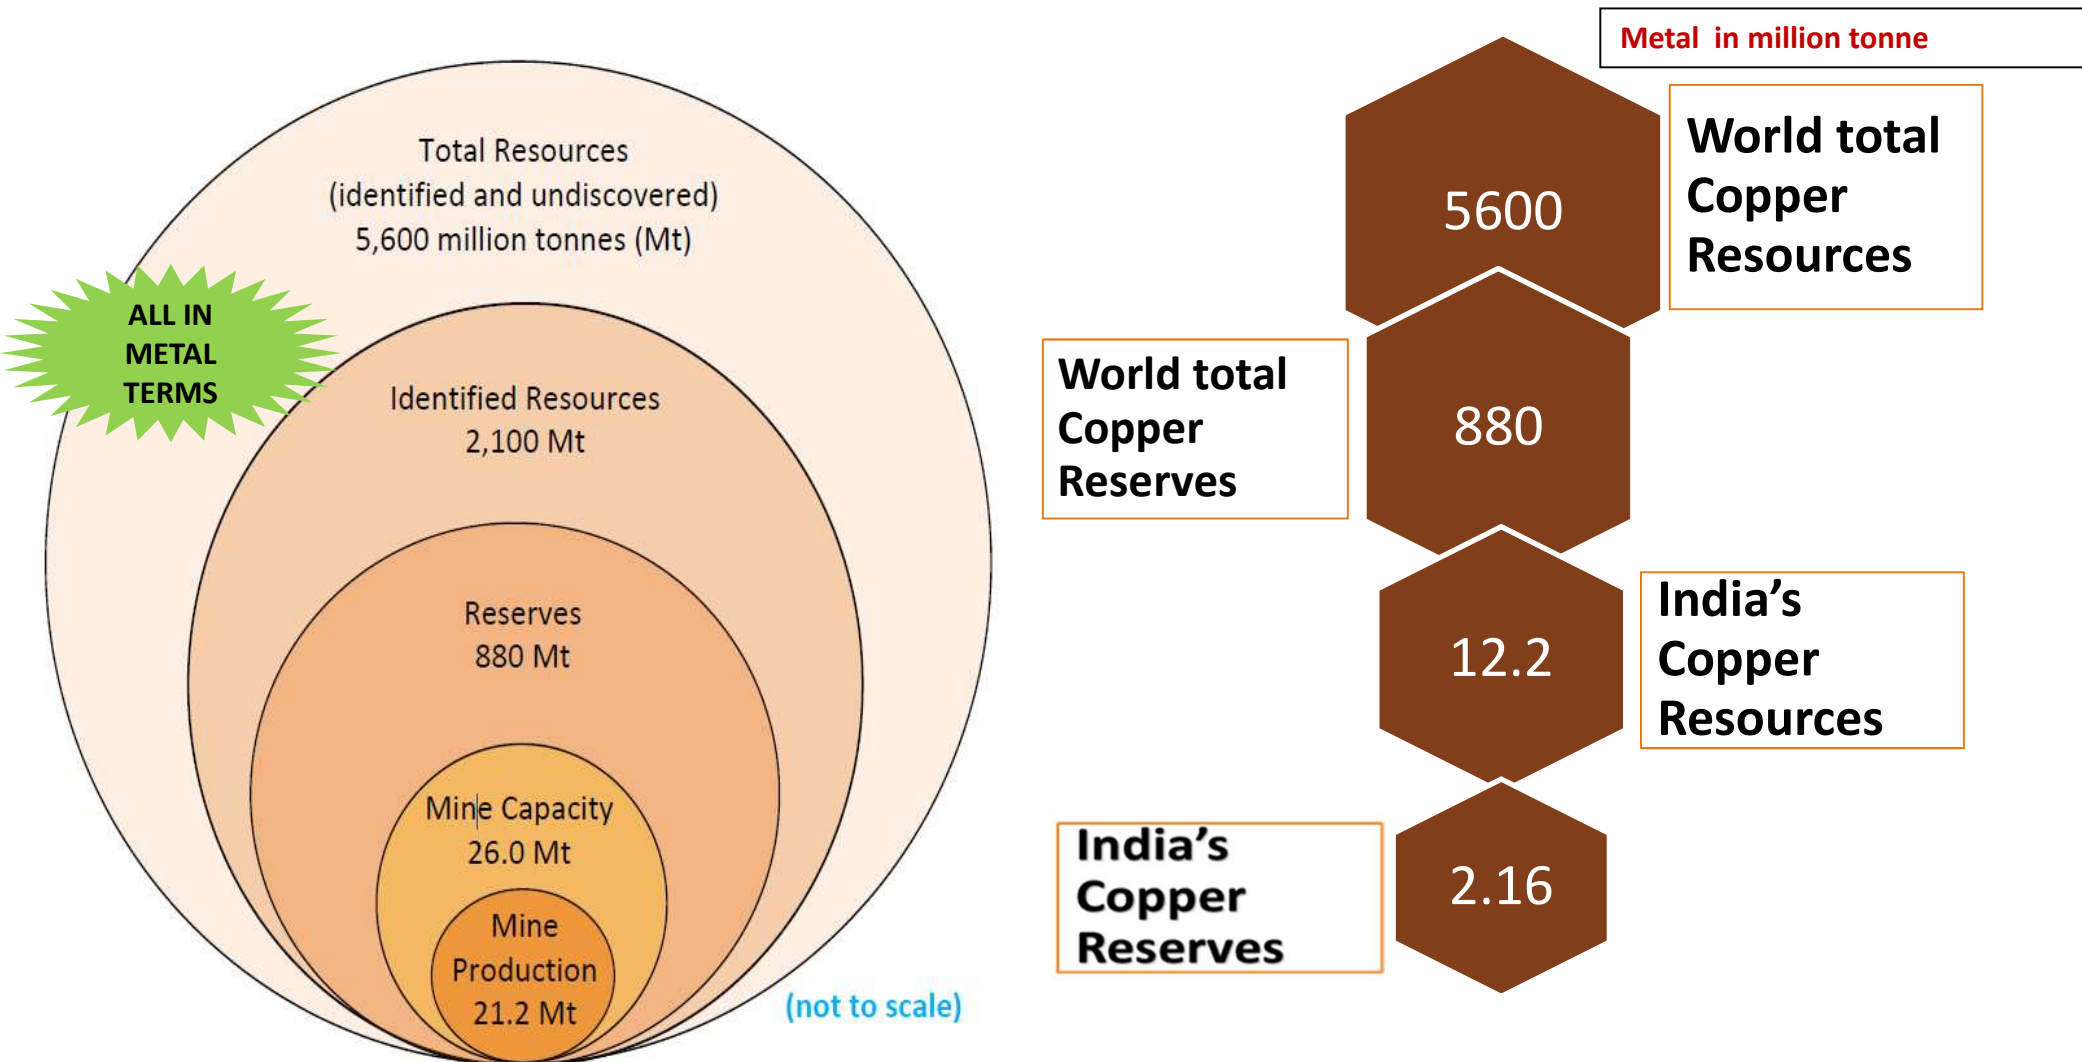 Total Resources
(identified and undiscovered)
5,600 million tonnes (Mt)
ALL IN
METAL
TERMS
Identified Resources
2,100 Mt
Reserves
880 Mt
Mine Capacity
26.0 Mt
Mine
Production
21.2 Mt
(not to scale)
Metal in million tonne
5600
World total
Copper
Resources
World total
Copper
Reserves
880
12.2
India’s
Copper
Resources
India’s
Copper
Reserves
2.16